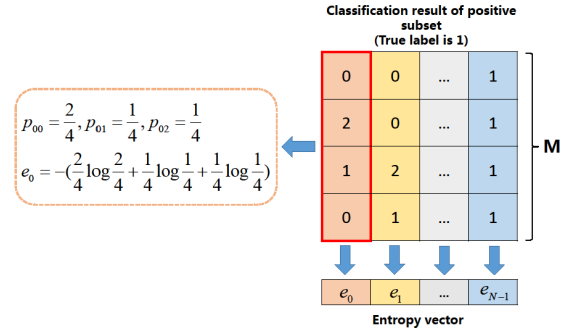 Classification result of positive
subset
(True label is 1)
0 0 ... 1
2 0 ... 1
1 2 ... 1
0 1 ... 1
M
p₀₀ = 2/4, p₀₁ = 1/4, p₀₂ = 1/4
e₀ = −(2/4 log 2/4 + 1/4 log 1/4 + 1/4 log 1/4)
e₀ e₁ ... e_{N−1}
Entropy vector